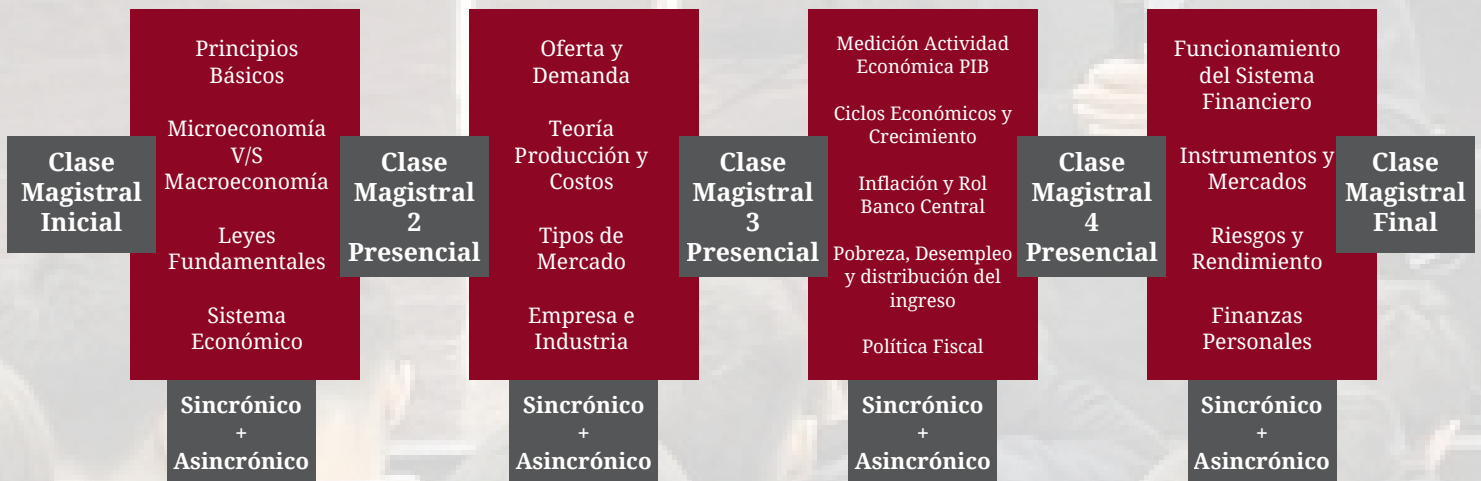 Clase
Magistral
Inicial
Principios
Básicos
Microeconomía
V/S
Macroeconomía
Leyes
Fundamentales
Sistema
Económico
Sincrónico
+
Asincrónico
Clase
Magistral
2
Presencial
Oferta y
Demanda
Teoría
Producción y
Costos
Tipos de
Mercado
Empresa e
Industria
Sincrónico
+
Asincrónico
Clase
Magistral
3
Presencial
Medición Actividad
Económica PIB
Ciclos Económicos y
Crecimiento
Inflación y Rol
Banco Central
Pobreza, Desempleo
y distribución del
ingreso
Política Fiscal
Sincrónico
+
Asincrónico
Clase
Magistral
4
Presencial
Funcionamiento
del Sistema
Financiero
Instrumentos y
Mercados
Riesgos y
Rendimiento
Finanzas
Personales
Sincrónico
+
Asincrónico
Clase
Magistral
Final